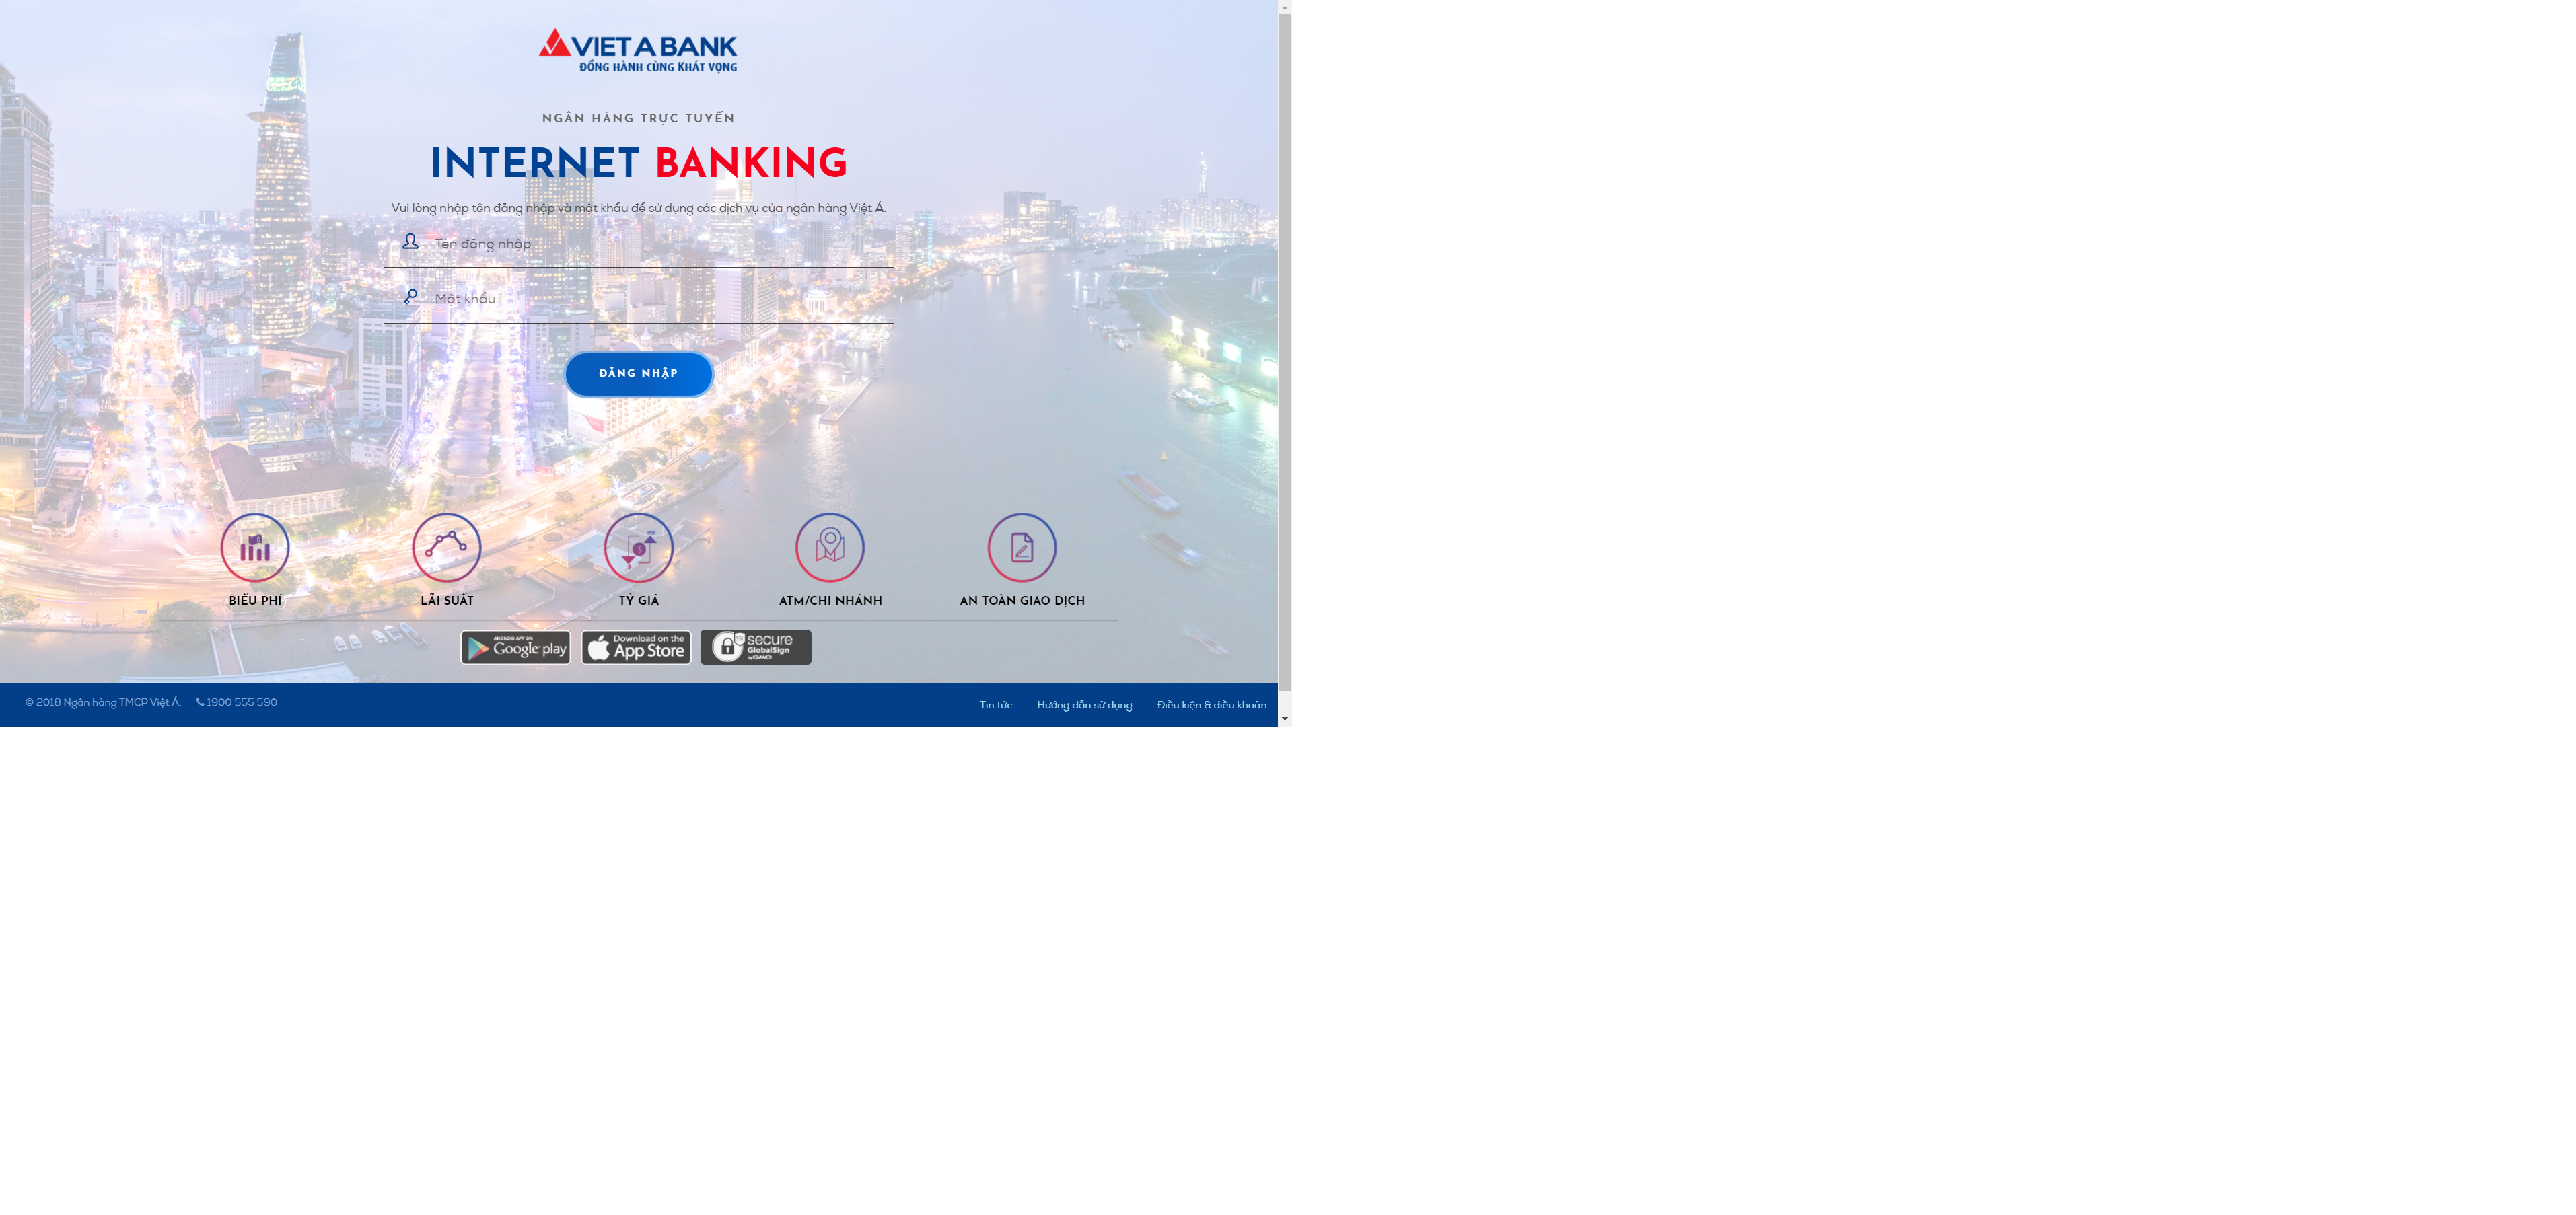 VIET A BANK
ĐỒNG HÀNH CÙNG KHÁT VỌNG
NGÂN HÀNG TRỰC TUYẾN
INTERNET BANKING
Vui lòng nhập tên đăng nhập và mật khẩu để sử dụng các dịch vụ của ngân hàng Việt Á.
Tên đăng nhập
Mật khẩu
ĐĂNG NHẬP
BIỂU PHÍ
LÃI SUẤT
TỶ GIÁ
ATM/CHI NHÁNH
AN TOÀN GIAO DỊCH
ANDROID APP ON
Google play
Download on the
App Store
secure
GlobalSign
by GMO
© 2018 Ngân hàng TMCP Việt Á. 1900 555 590
Tin tức Hướng dẫn sử dụng Điều kiện & điều khoản